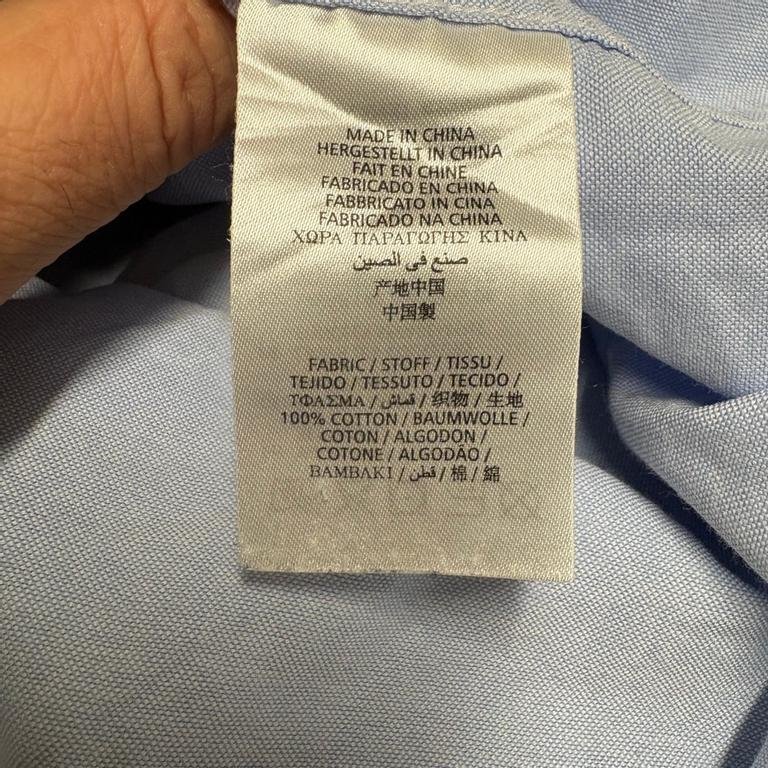 MADE IN CHINA
HERGESTELLT IN CHINA
FAIT EN CHINE
FABRICADO EN CHINA
FABBRICATO IN CINA
FABRICADO NA CHINA
ΧΩΡΑ ΠΑΡΑΓΩΓΗΣ ΚΙΝΑ
صنع في الصين
产地中国
中国製
FABRIC / STOFF / TISSU /
TEJIDO / TESSUTO / TECIDO /
ΤΦΑΣΜΑ / قماش / 织物 / 生地
100% COTTON / BAUMWOLLE /
COTON / ALGODON /
COTONE / ALGODÃO /
ΒΑΜΒΑΚΙ / قطن / 棉 / 綿